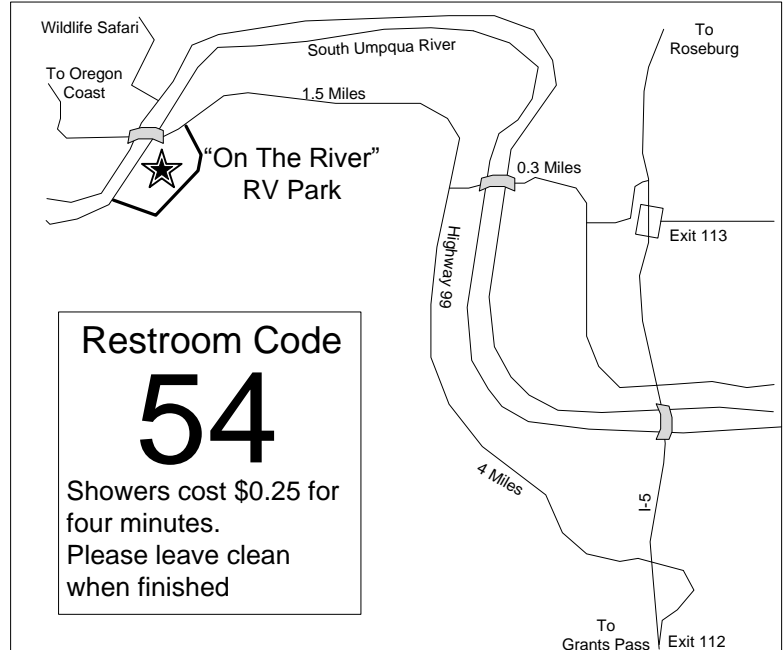 Wildlife Safari
To Oregon
Coast
South Umpqua River
To
Roseburg
1.5 Miles
"On The River"
RV Park
0.3 Miles
Exit 113
Highway 99
Restroom Code
54
Showers cost $0.25 for
four minutes.
Please leave clean
when finished
4 Miles
I-5
To
Grants Pass
Exit 112